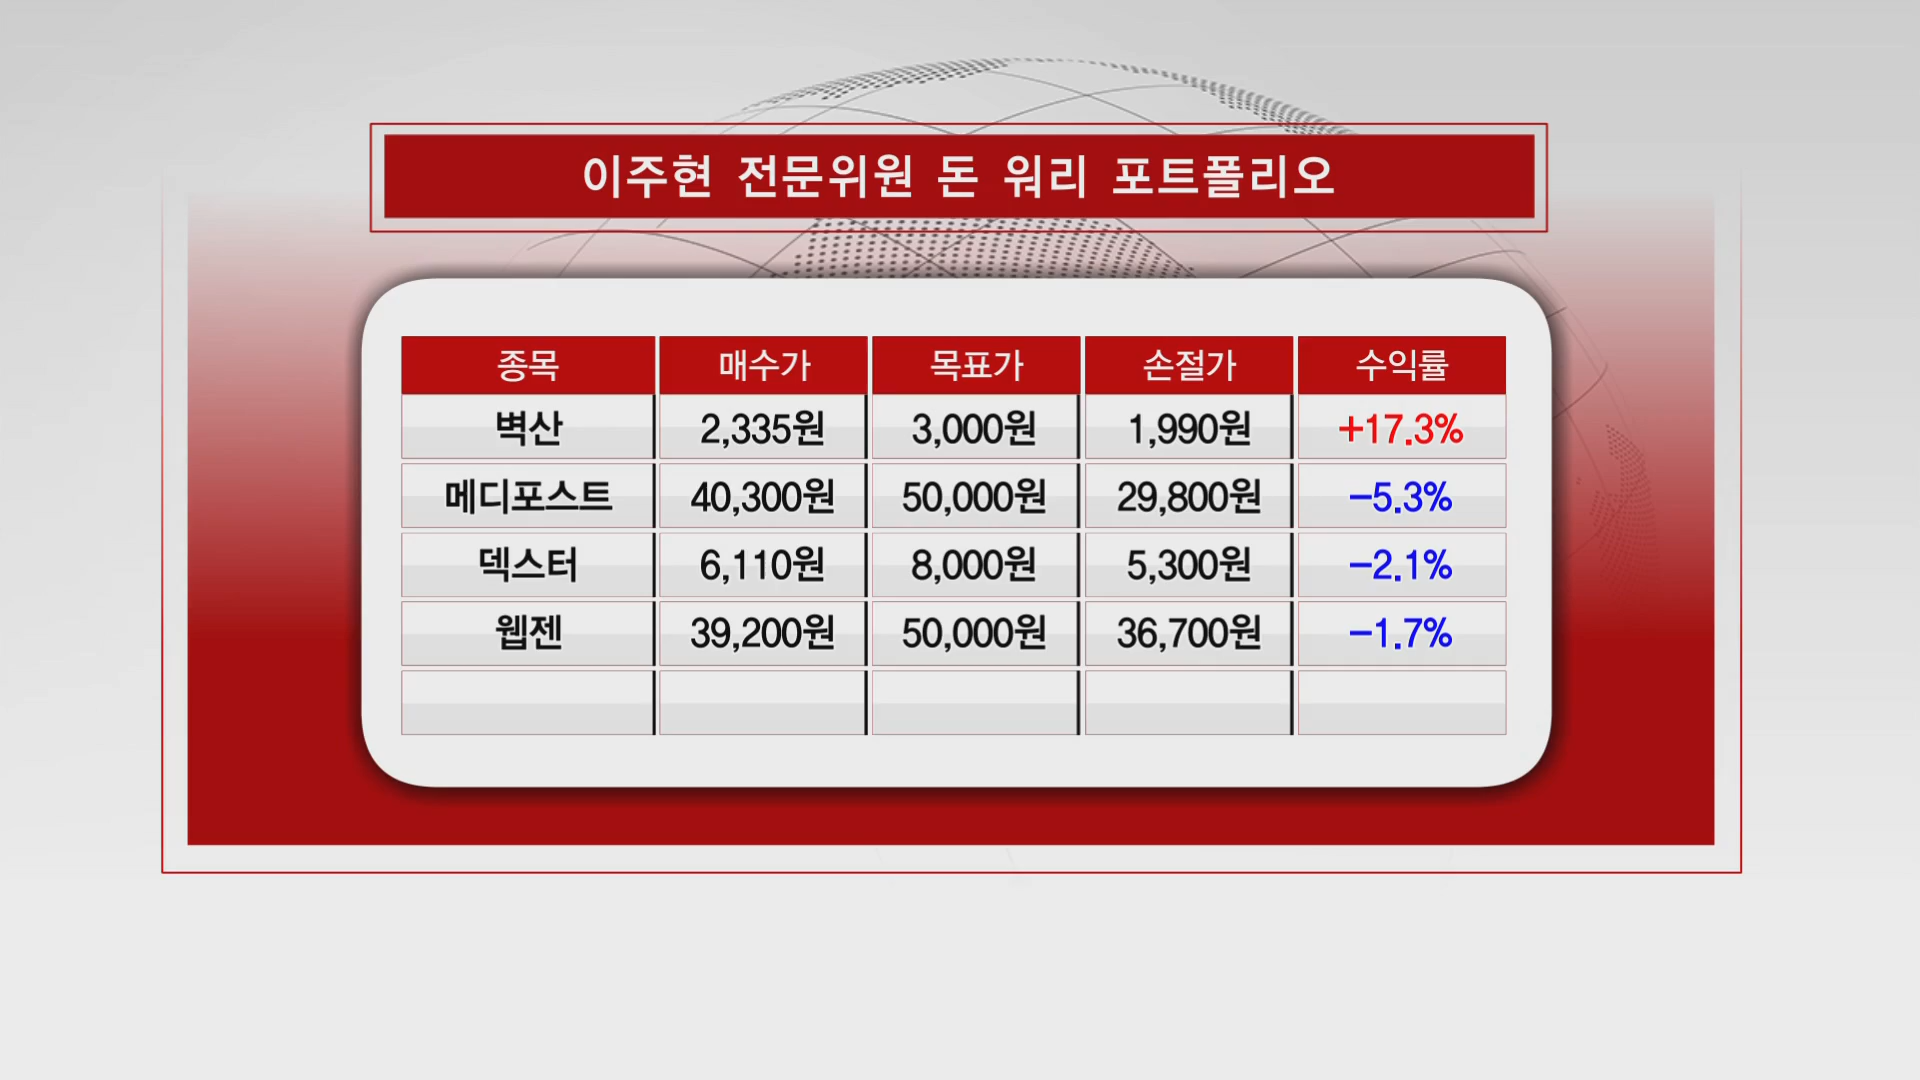 이주현 전문위원 돈 워리 포트폴리오
종목 매수가 목표가 손절가 수익률
벽산 2,335원 3,000원 1,990원 +17.3%
메디포스트 40,300원 50,000원 29,800원 -5.3%
덱스터 6,110원 8,000원 5,300원 -2.1%
웹젠 39,200원 50,000원 36,700원 -1.7%